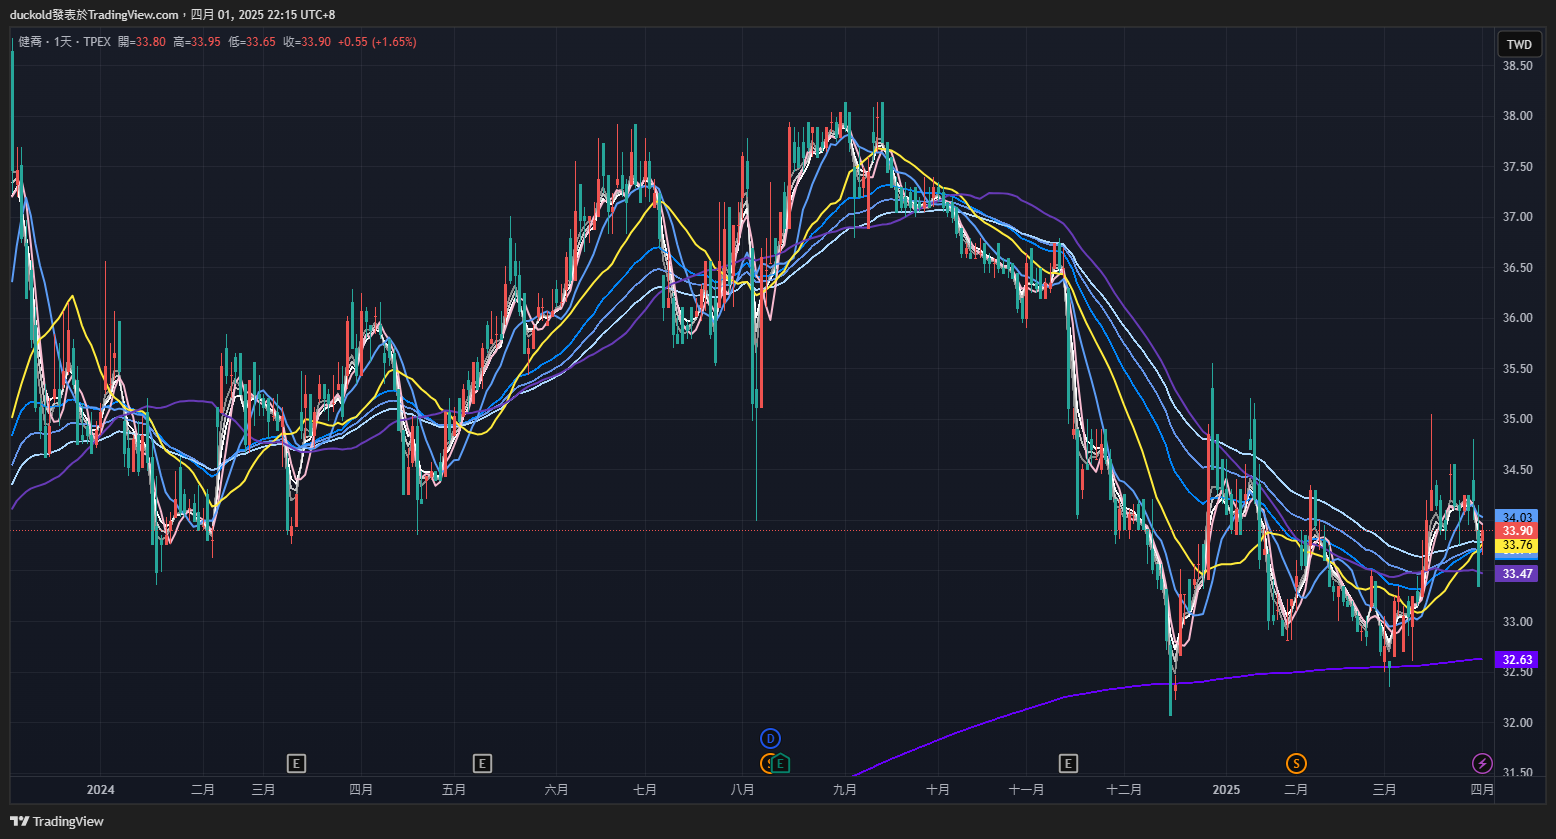 duckold發表於TradingView.com，四月 01, 2025 22:15 UTC+8
健喬 · 1天 · TPEX 開=33.80 高=33.95 低=33.65 收=33.90 +0.55 (+1.65%)
TWD
38.50
38.00
37.50
37.00
36.50
36.00
35.50
35.00
34.50
34.03
33.90
33.76
33.47
33.00
32.63
32.50
32.00
31.50
D
E E S E E S
2024 二月 三月 四月 五月 六月 七月 八月 九月 十月 十一月 十二月 2025 二月 三月 四月
TradingView